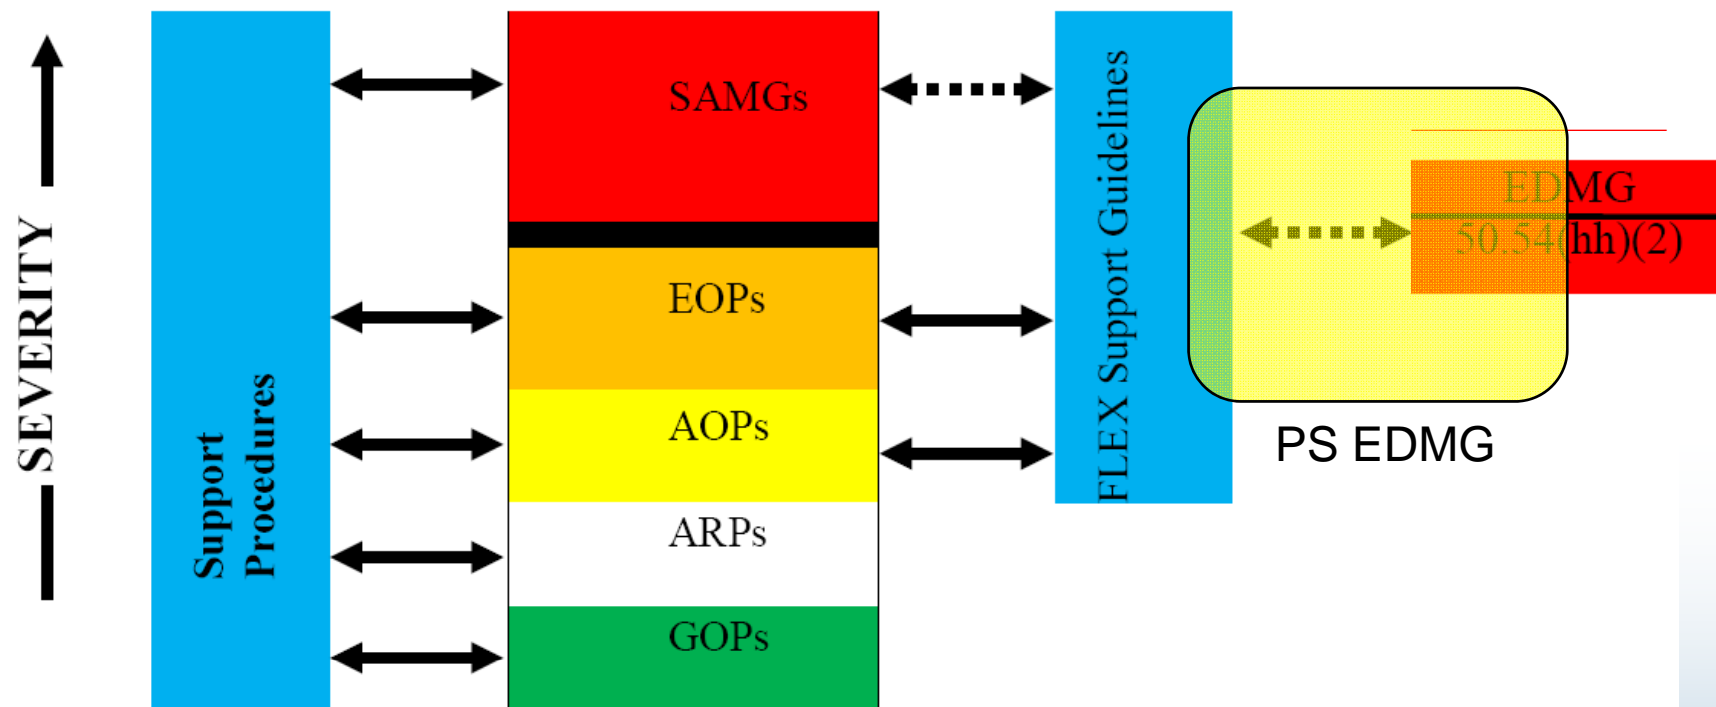 SEVERITY
Support
Procedures
SAMGs
EOPs
AOPs
ARPs
GOPs
FLEX Support Guidelines
EDMG
50.54(hh)(2)
PS EDMG